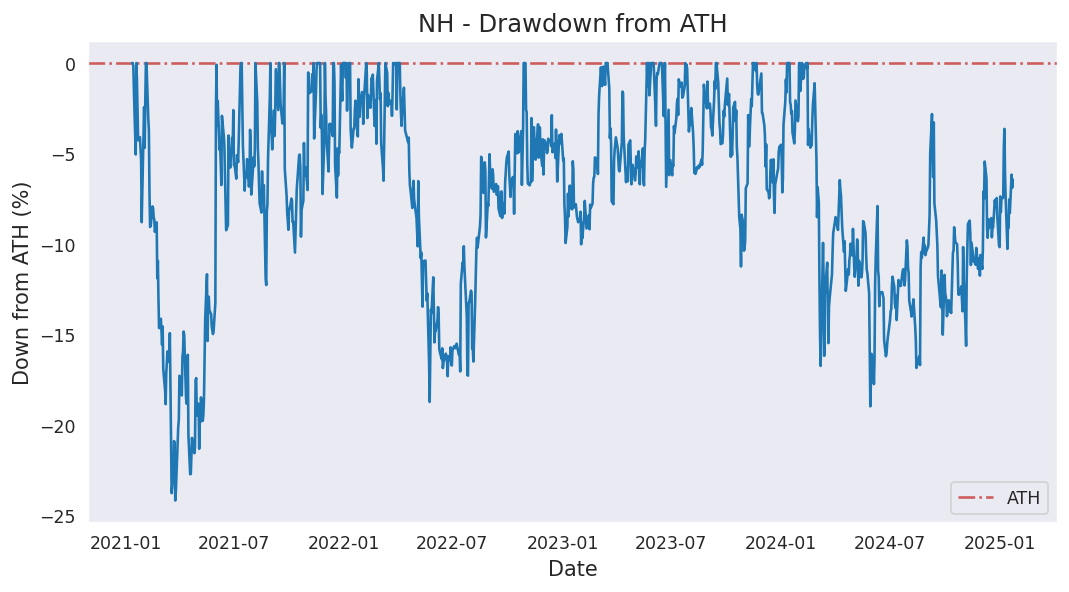 NH - Drawdown from ATH
Down from ATH (%)
0
−5
−10
−15
−20
−25
ATH
2021-01 2021-07 2022-01 2022-07 2023-01 2023-07 2024-01 2024-07 2025-01
Date